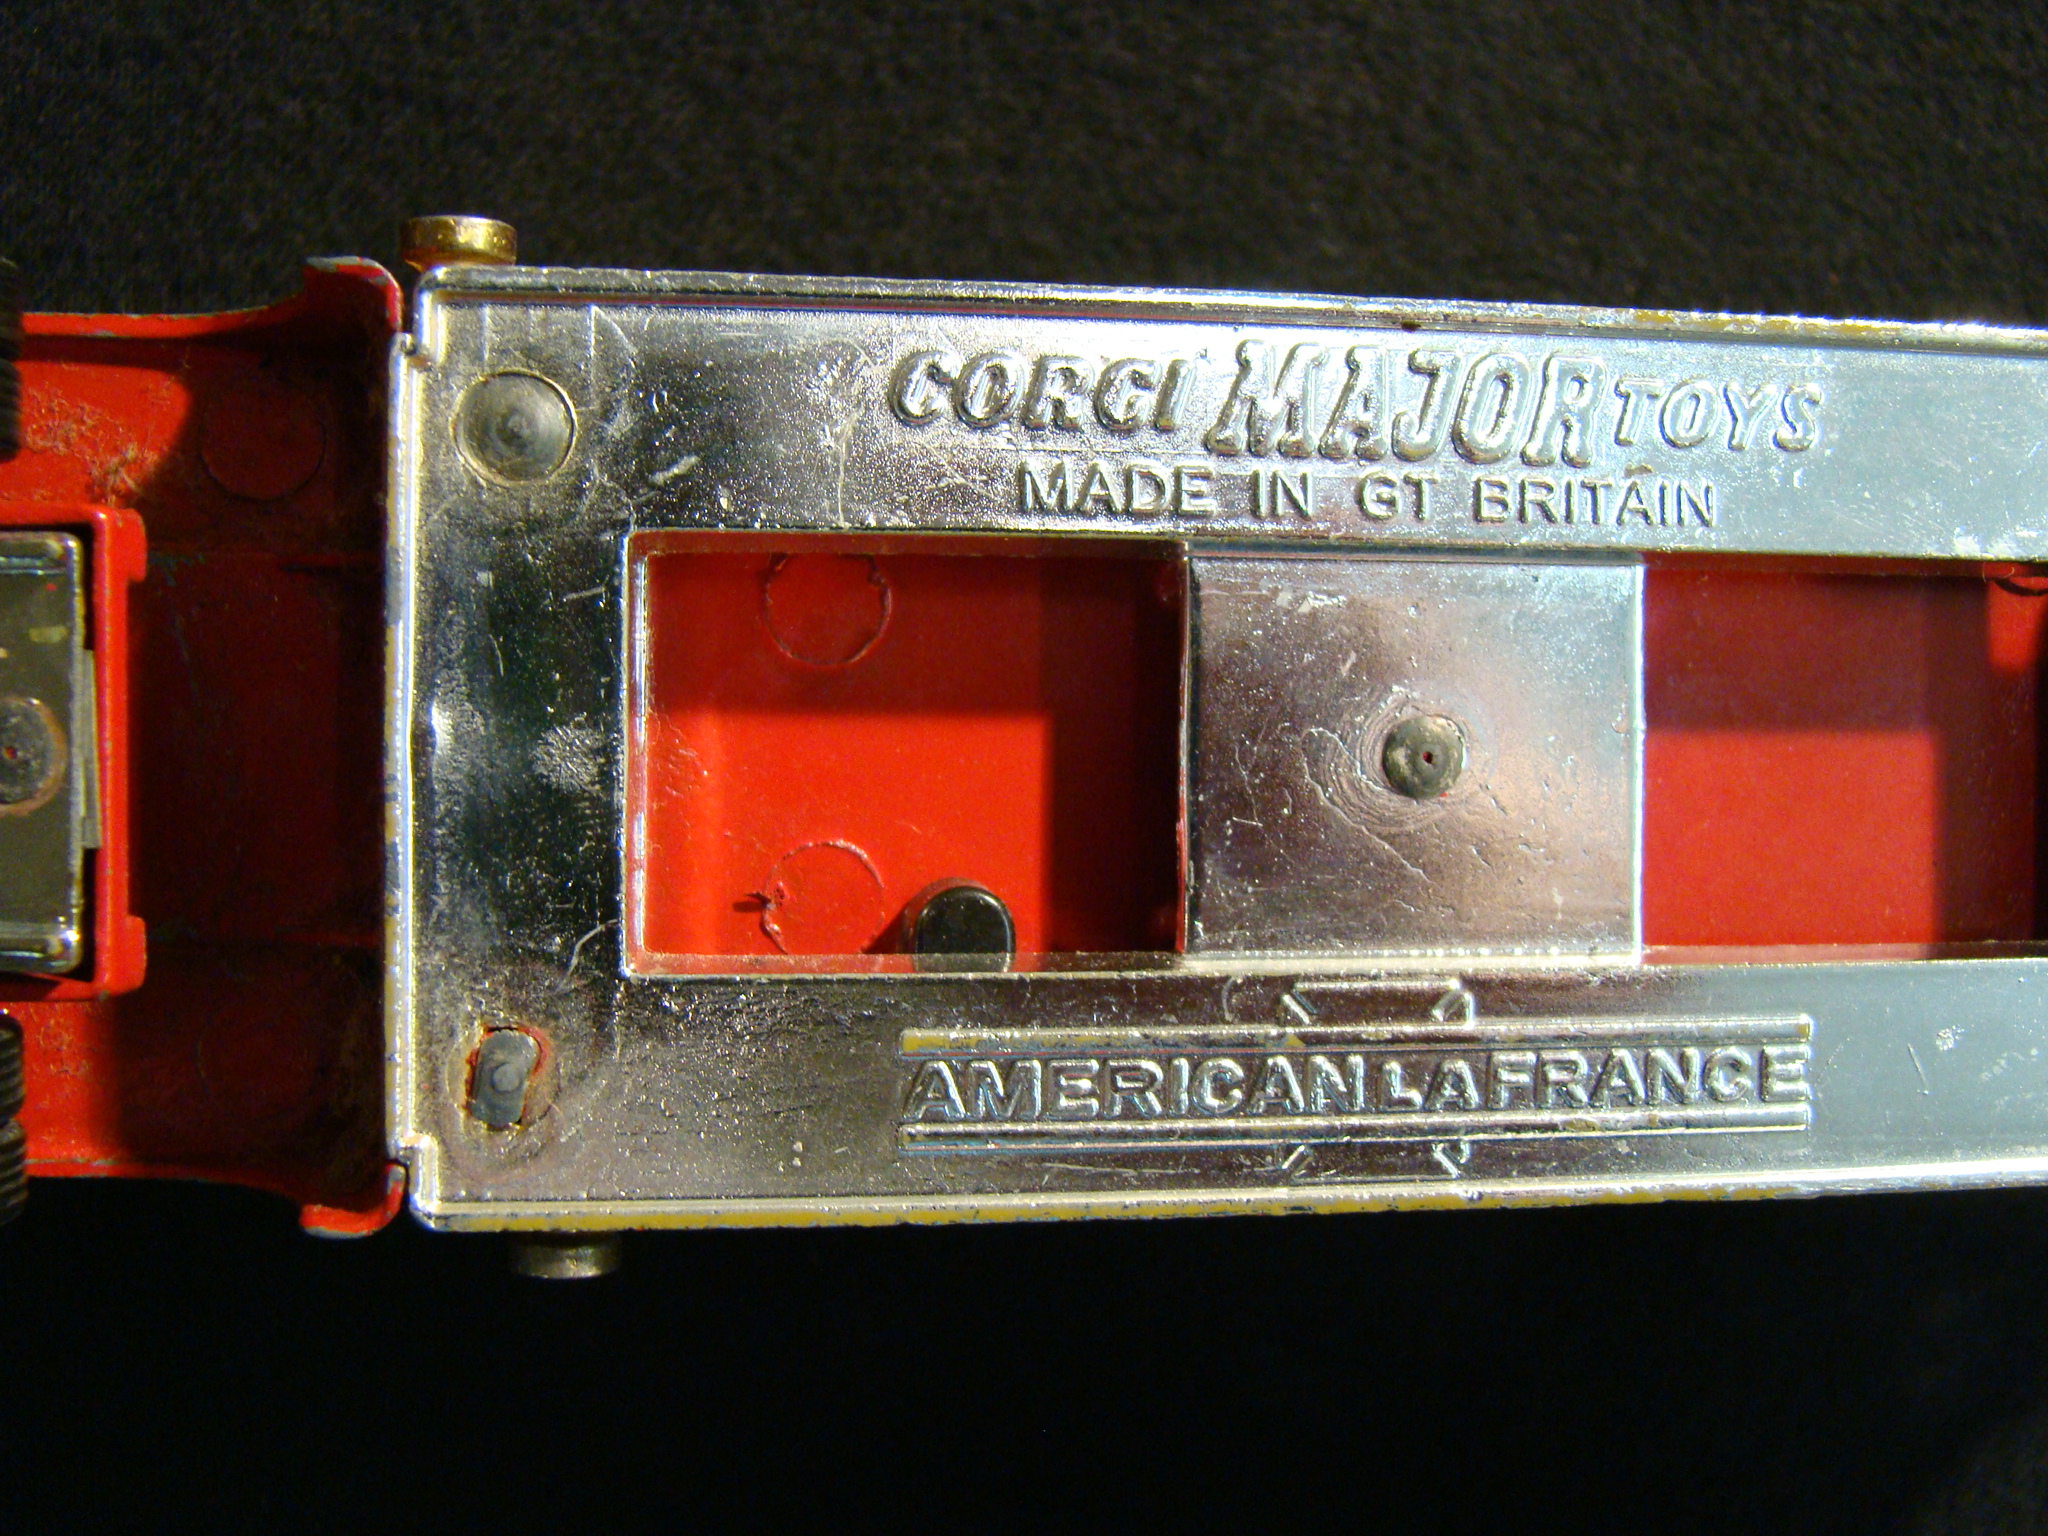 CORGI MAJOR TOYS
MADE IN GT BRITAIN
AMERICAN LAFRANCE